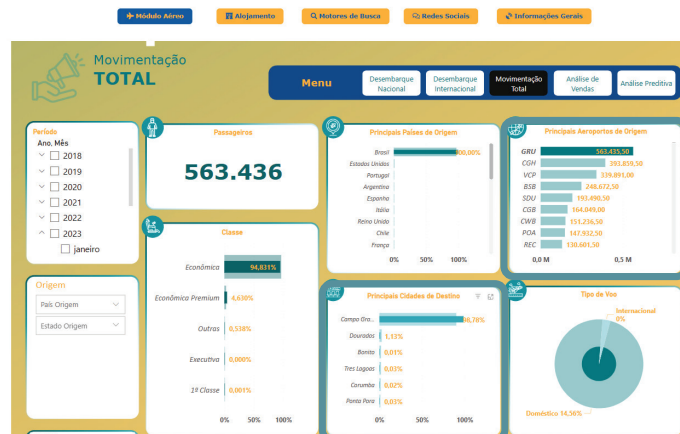 Módulo Aéreo
Alojamento
Motores de Busca
Redes Sociais
Informações Gerais
Movimentação
TOTAL
Menu
Desembarque
Nacional
Desembarque
Internacional
Movimentação
Total
Análise de
Vendas
Análise Preditiva
Período
Ano, Mês
2018
2019
2020
2021
2022
2023
janeiro
Origem
País Origem
Estado Origem
Passageiros
563.436
Classe
Econômica 94,831%
Econômica Premium 4,630%
Outras 0,538%
Executiva 0,000%
1ª Classe 0,001%
0% 50% 100%
Principais Países de Origem
Brasil 100,00%
Estados Unidos
Portugal
Argentina
Espanha
Itália
Reino Unido
Chile
França
0% 50% 100%
Principais Aeroportos de Origem
GRU 563.435,50
CGH 393.859,50
VCP 339.891,00
BSB 248.672,50
SDU 193.490,50
CGB 164.049,00
CWB 151.236,50
POA 147.932,50
REC 130.601,50
0,0 M 0,5 M
Principais Cidades de Destino
Campo Gra... 98,78%
Dourados 1,13%
Bonito 0,01%
Tres Lagoas 0,03%
Corumba 0,02%
Ponta Pora 0,03%
0% 50% 100%
Tipo de Voo
Internacional
0%
Doméstico 14,56%